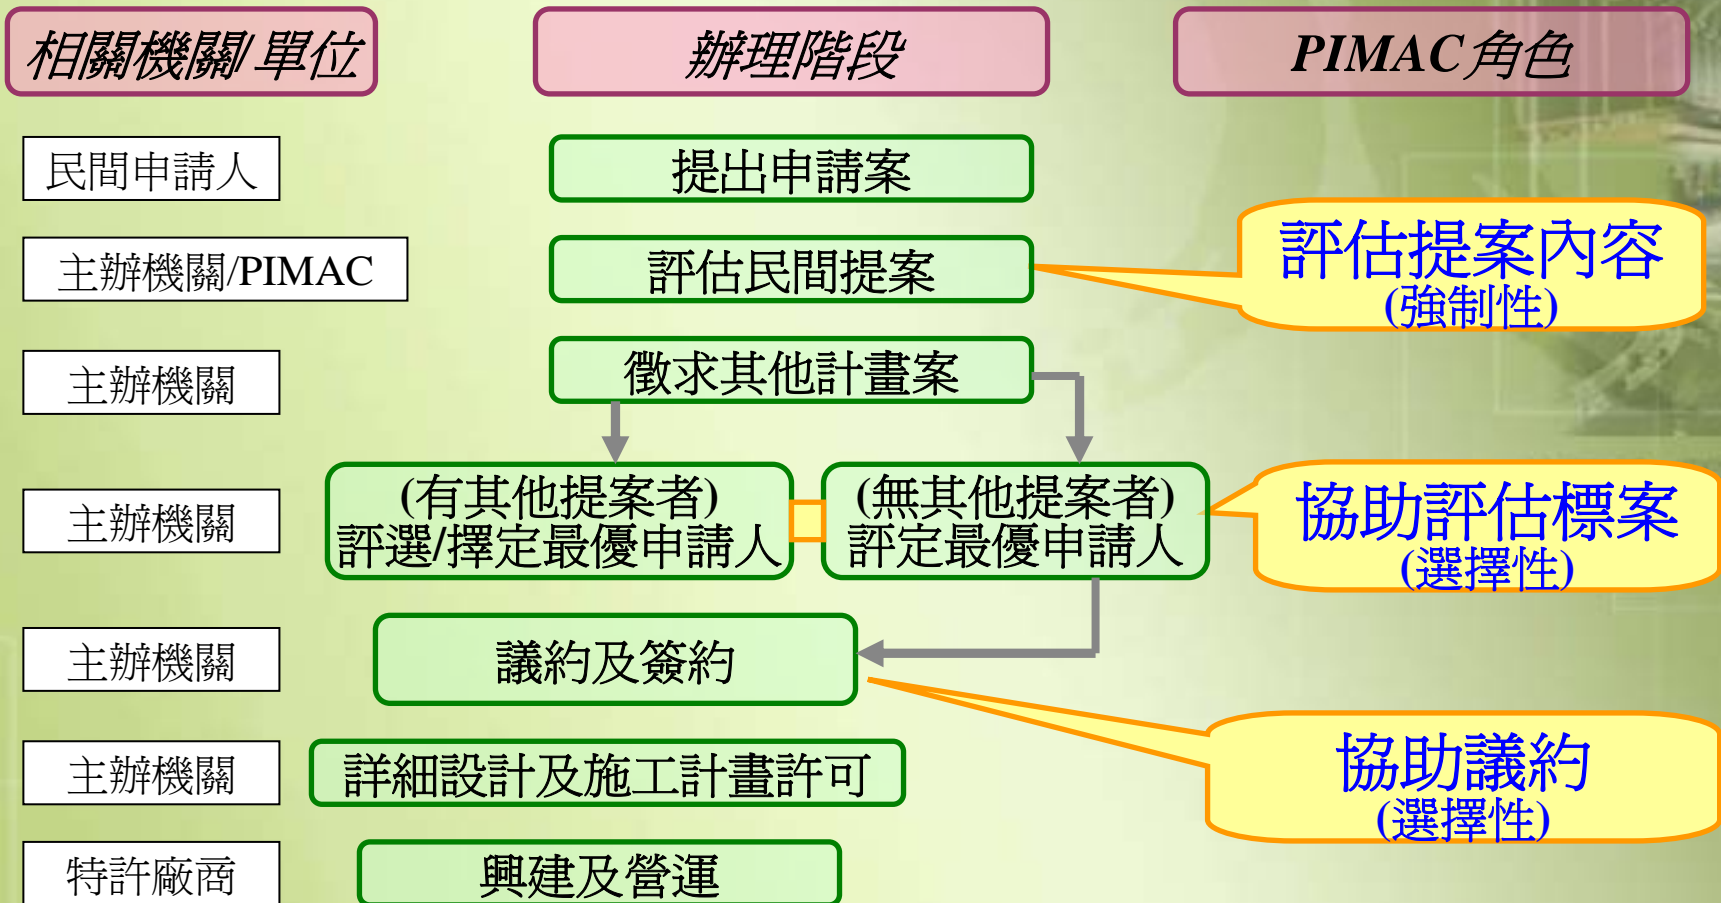 相關機關/單位
辦理階段
PIMAC角色
民間申請人
提出申請案
主辦機關/PIMAC
評估民間提案
評估提案內容
(強制性)
主辦機關
徵求其他計畫案
主辦機關
(有其他提案者)
評選/擇定最優申請人
(無其他提案者)
評定最優申請人
協助評估標案
(選擇性)
主辦機關
議約及簽約
協助議約
(選擇性)
主辦機關
詳細設計及施工計畫許可
特許廠商
興建及營運